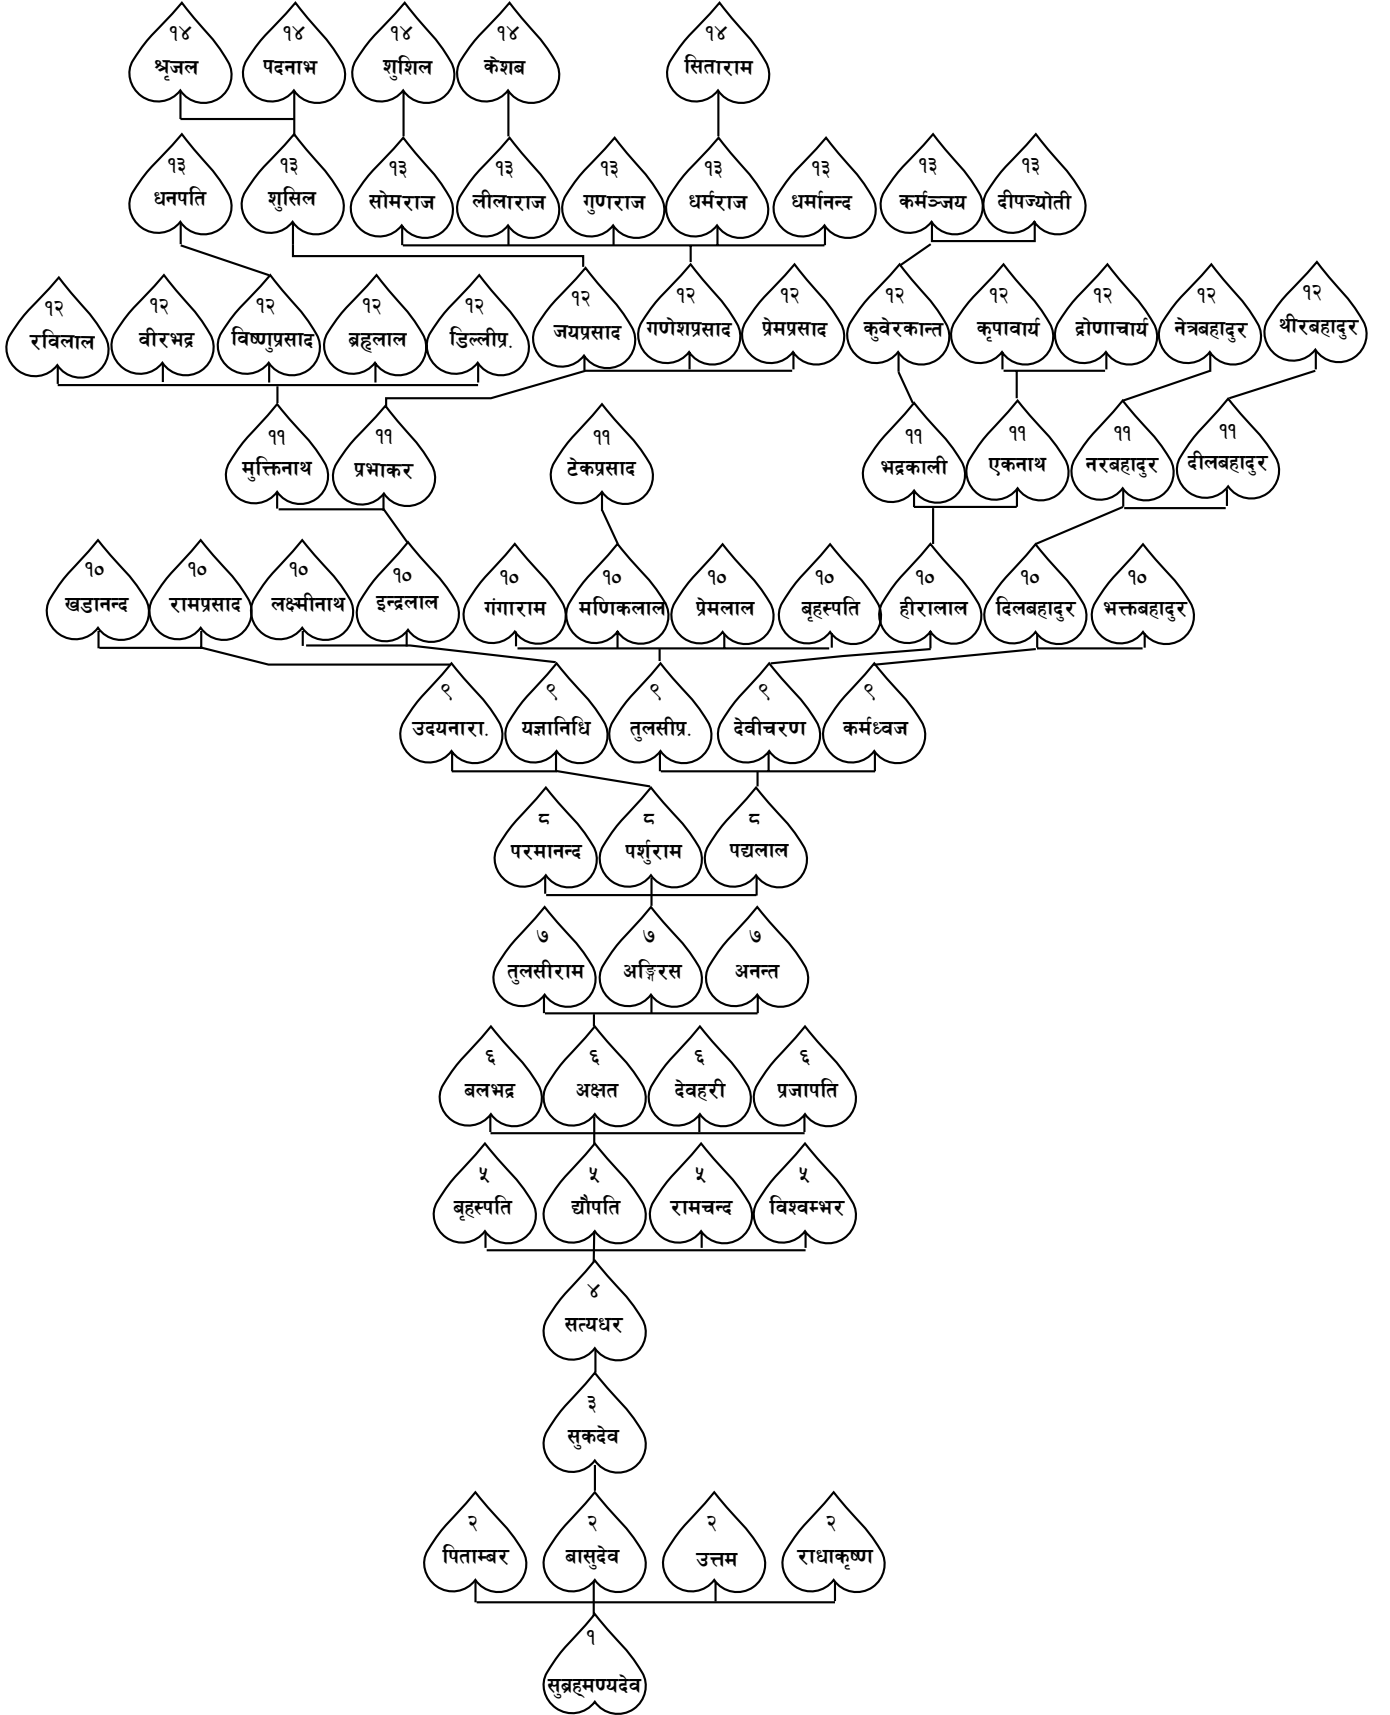 १४ १४ १४ १४ १४
श्रृजल पदनाभ शुशिल केशब सिताराम
१३ १३ १३ १३ १३ १३ १३ १३ १३
धनपति शुसिल सोमराज लीलाराज गुणराज धर्मराज धर्मानन्द कर्मञ्जय दीपज्योती
१२ १२ १२ १२ १२ १२ १२ १२ १२ १२ १२ १२ १२
रविलाल वीरभद्र विष्णुप्रसाद ब्रह्लाल डिल्लीप्र. जयप्रसाद गणेशप्रसाद प्रेमप्रसाद कुवेरकान्त कृपाचार्य द्रोणाचार्य नेत्रबहादुर थीरबहादुर
११ ११ ११ ११ ११ ११ ११
मुक्तिनाथ प्रभाकर टेकप्रसाद भद्रकाली एकनाथ नरबहादुर दीलबहादुर
१० १० १० १० १० १० १० १० १० १० १०
खडानन्द रामप्रसाद लक्ष्मीनाथ इन्द्रलाल गंगाराम मणिकलाल प्रेमलाल बृहस्पति हीरालाल दिलबहादुर भक्तबहादुर
९ ९ ९ ९ ९
उदयनारा. यज्ञानिधि तुलसीप्र. देवीचरण कर्मध्वज
८ ८ ८
परमानन्द पर्शुराम पद्यलाल
७ ७ ७
तुलसीराम अङ्गिरस अनन्त
६ ६ ६ ६
बलभद्र अक्षत देवहरी प्रजापति
५ ५ ५ ५
बृहस्पति द्यौपति रामचन्द विश्वम्भर
४
सत्यधर
३
सुकदेव
२ २ २ २
पिताम्बर बासुदेव उत्तम राधाकृष्ण
१
सुब्रह्मण्यदेव